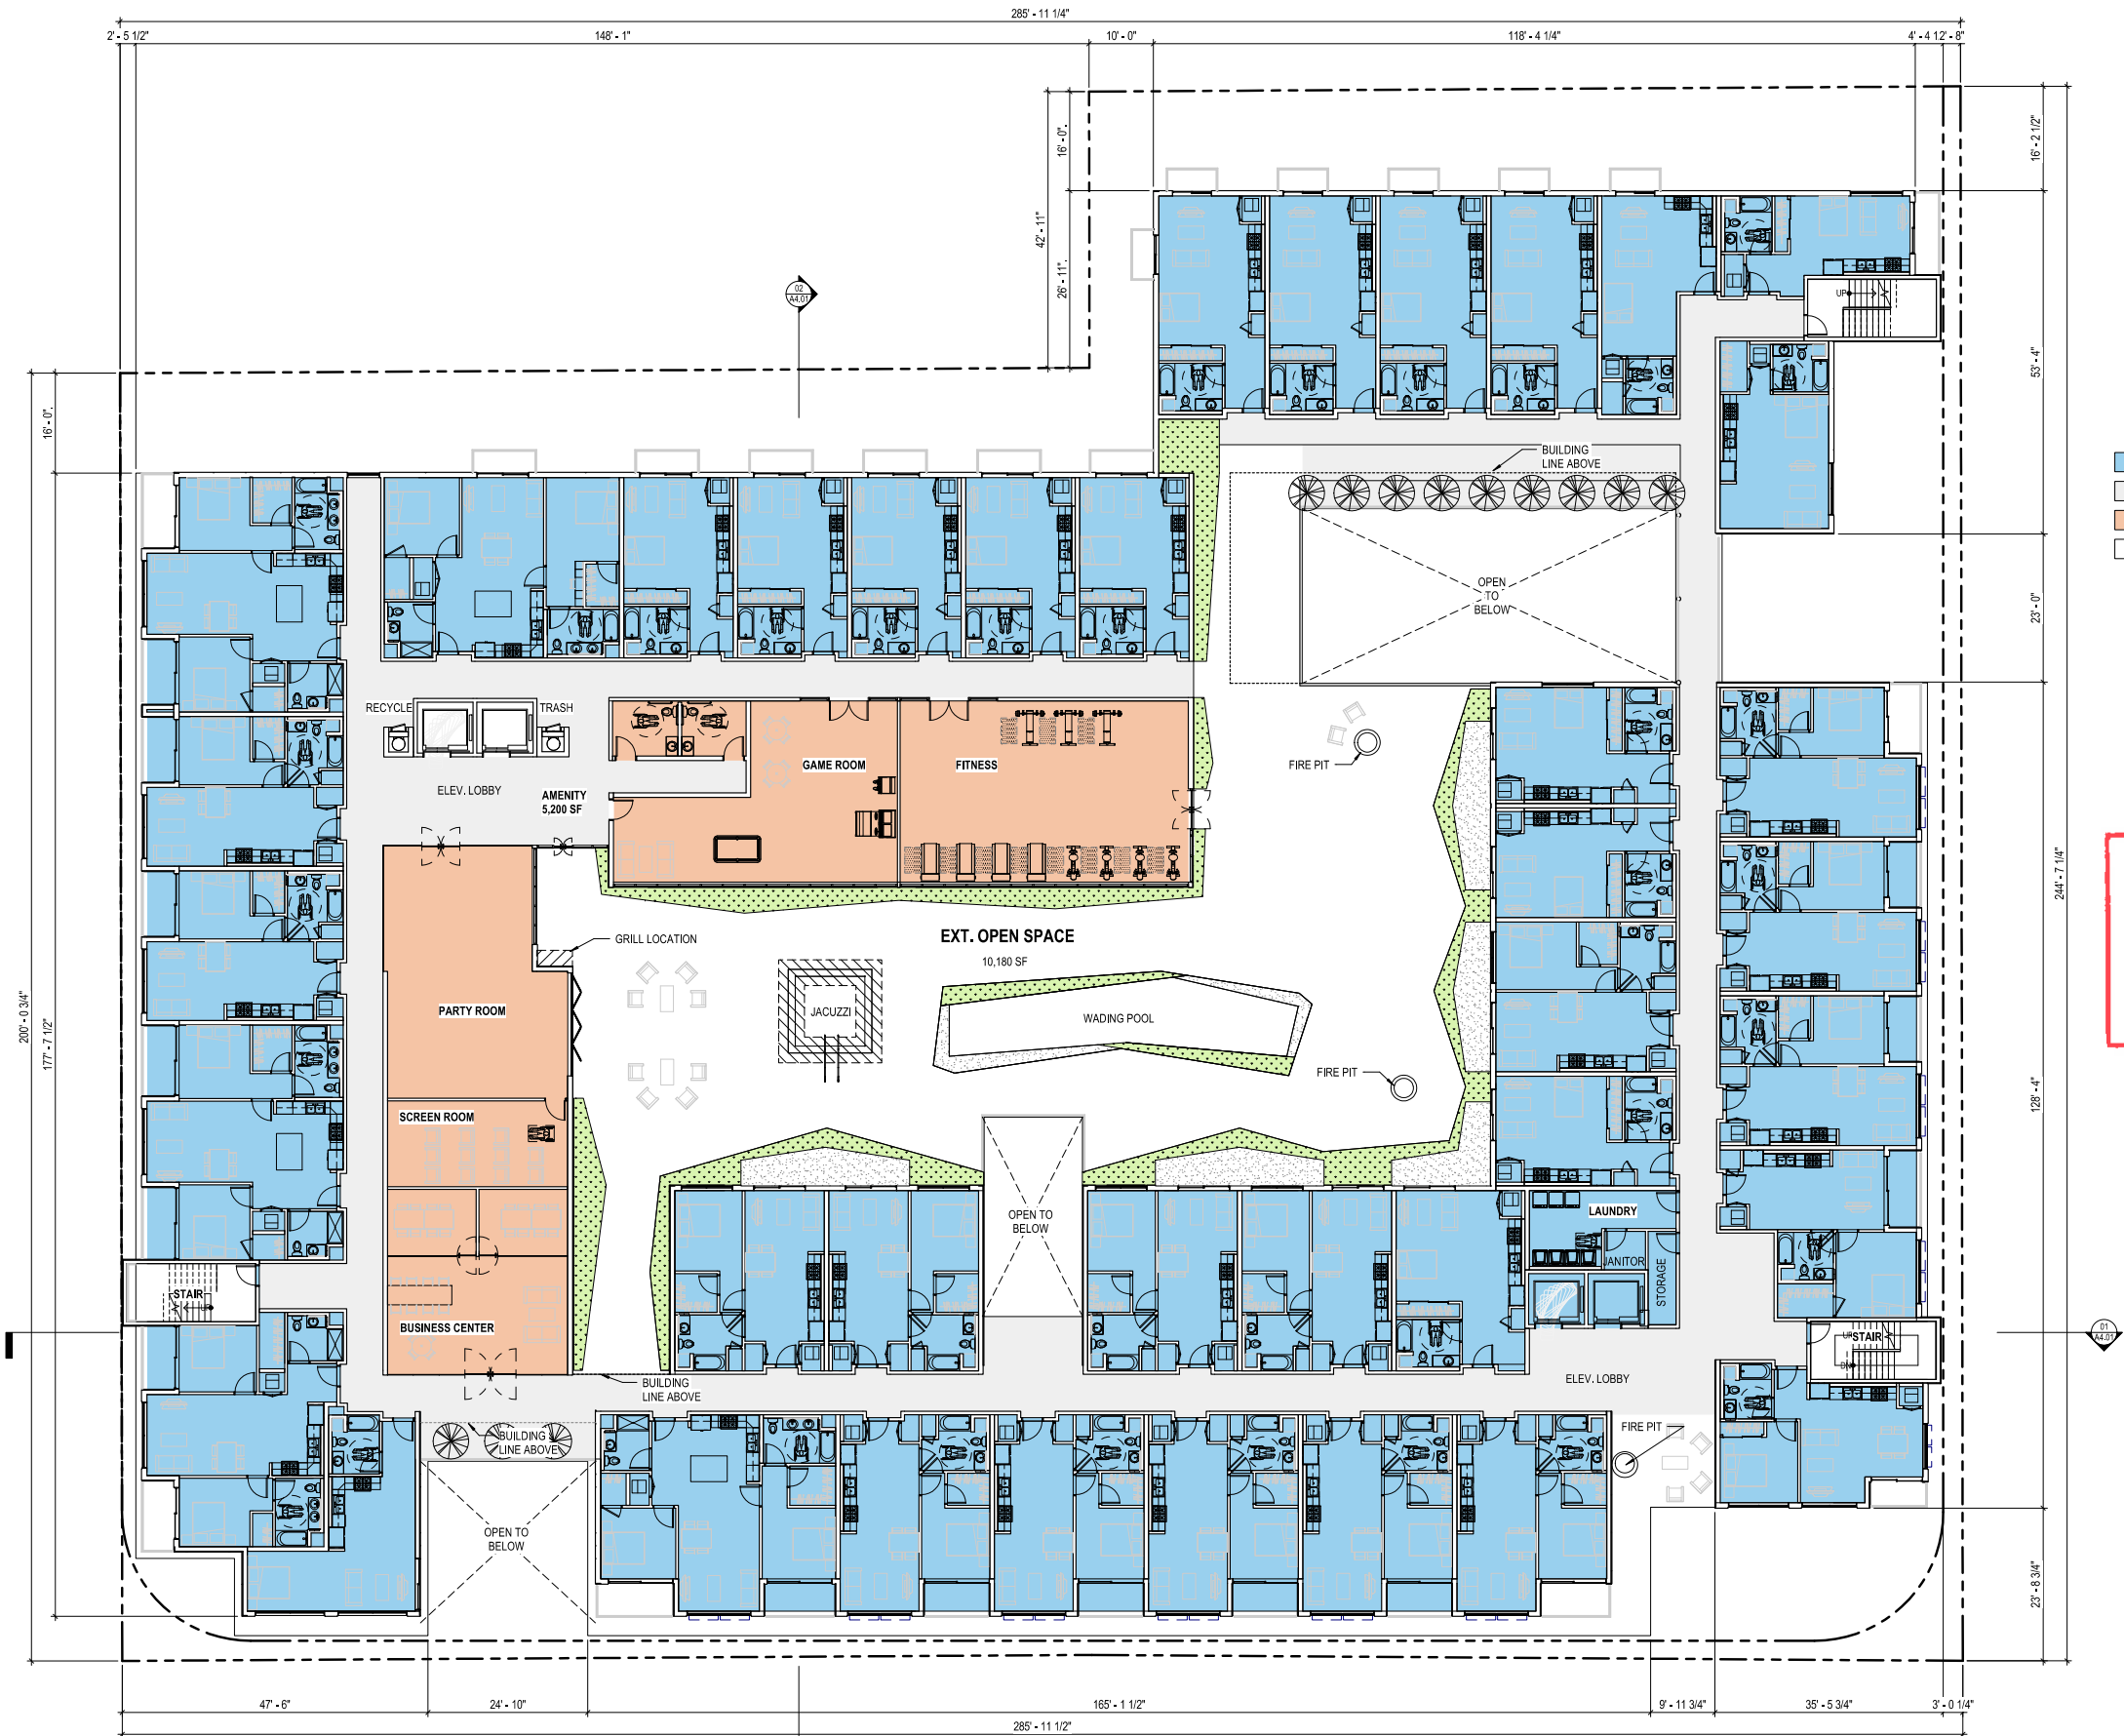 285' - 11 1/4"
2' - 5 1/2"
148' - 1"
10' - 0"
118' - 4 1/4"
4' - 4 1
2' - 8"
16' - 0"
42' - 11"
26' - 11"
16' - 2 1/2"
53' - 4"
23' - 0"
244' - 7 1/4"
128' - 4"
23' - 8 3/4"
16' - 0"
200' - 0 3/4"
177' - 7 1/2"
02
A4.01
UP
BUILDING
LINE ABOVE
OPEN
TO
BELOW
RECYCLE
TRASH
ELEV. LOBBY
AMENITY
5,200 SF
GAME ROOM
FITNESS
FIRE PIT
GRILL LOCATION
EXT. OPEN SPACE
10,180 SF
PARTY ROOM
JACUZZI
WADING POOL
FIRE PIT
SCREEN ROOM
OPEN TO
BELOW
LAUNDRY
JANITOR
STORAGE
STAIR
UP
BUSINESS CENTER
UP
STAIR
DN
01
A4.01
BUILDING
LINE ABOVE
ELEV. LOBBY
FIRE PIT
BUILDING
LINE ABOVE
OPEN TO
BELOW
47' - 6"
24' - 10"
165' - 1 1/2"
9' - 11 3/4"
35' - 5 3/4"
3' - 0 1/4"
285' - 11 1/2"